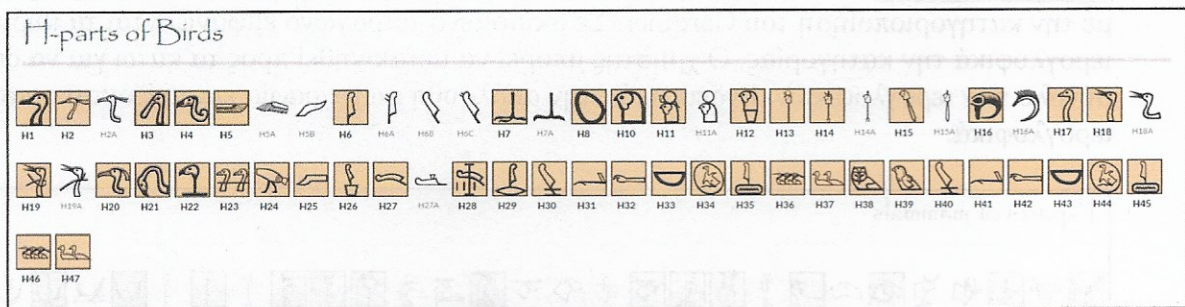 H-parts of Birds
H1 H2 H2A H3 H4 H5 H5A H5B H6 H6A H6B H6C H7 H7A H8 H10 H11 H11A H12 H13 H14 H14A H15 H15A H16 H16A H17 H18 H18A
H19 H19A H20 H21 H22 H23 H24 H25 H26 H27 H27A H28 H29 H30 H31 H32 H33 H34 H35 H36 H37 H38 H39 H40 H41 H42 H43 H44 H45
H46 H47